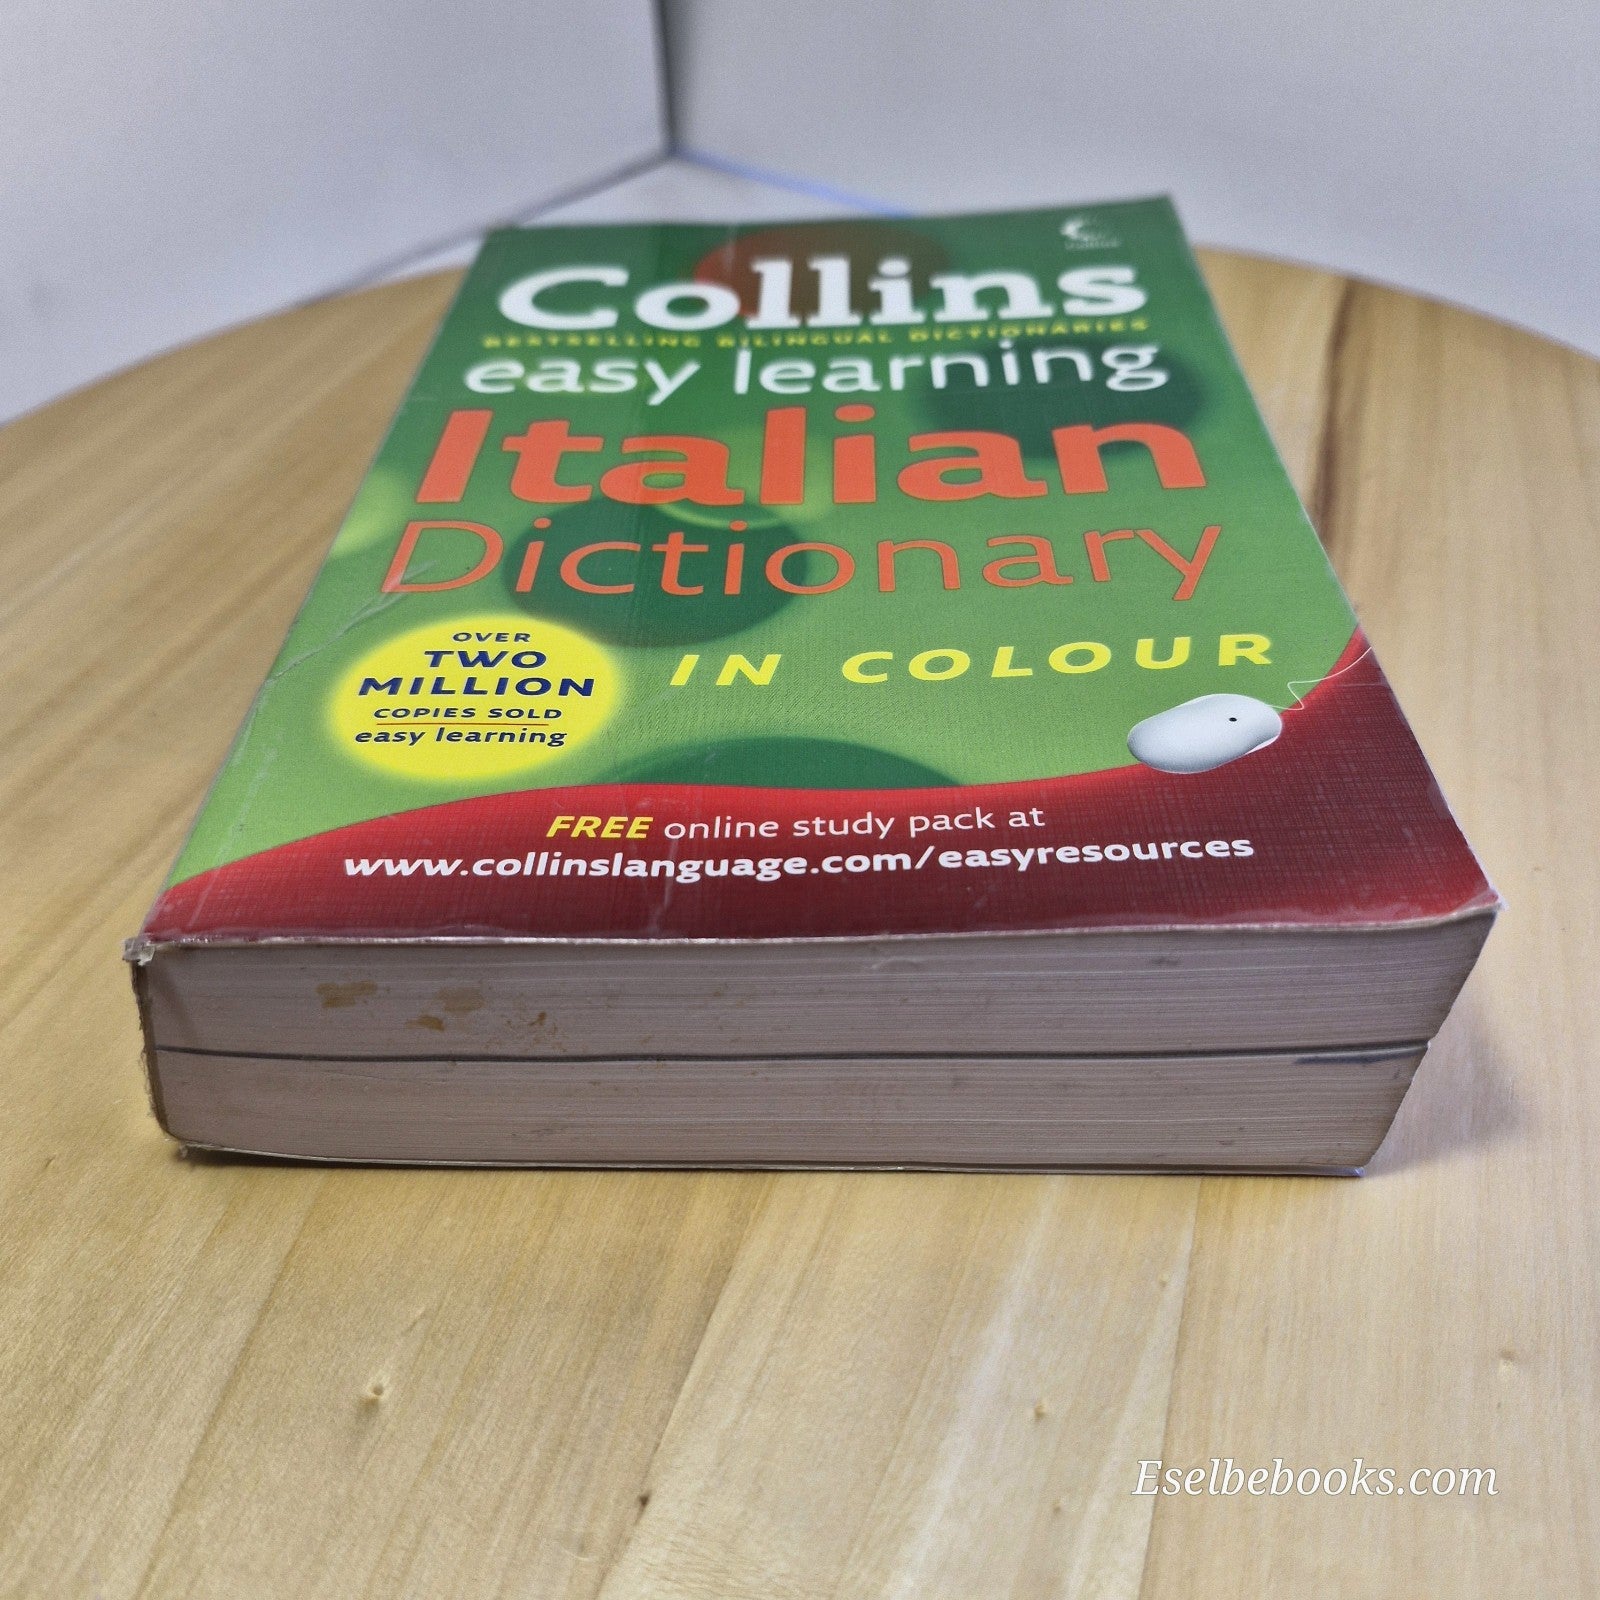 Collins
BESTSELLING BILINGUAL DICTIONARIES
easy learning
Italian
Dictionary
IN COLOUR
OVER
TWO
MILLION
COPIES SOLD
easy learning
FREE online study pack at
www.collinslanguage.com/easyresources
Eselbebooks.com